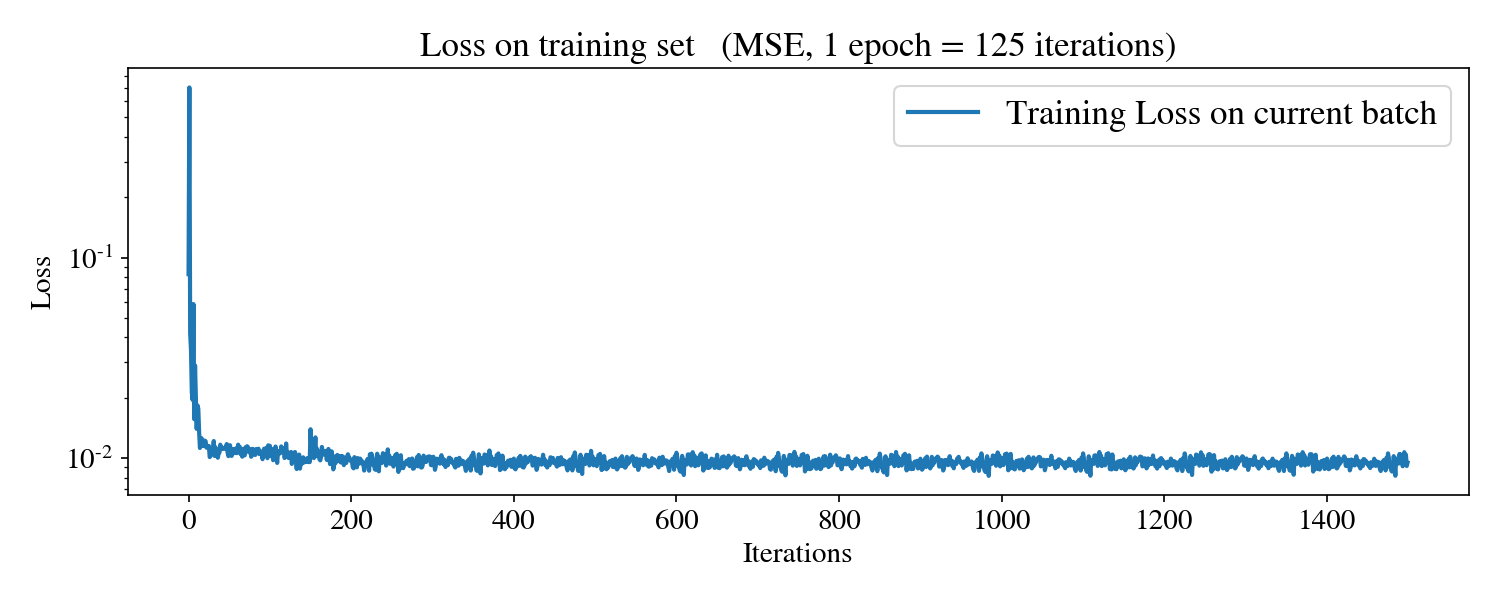 Loss on training set (MSE, 1 epoch = 125 iterations)
Training Loss on current batch
Loss
10-1
10-2
0 200 400 600 800 1000 1200 1400
Iterations